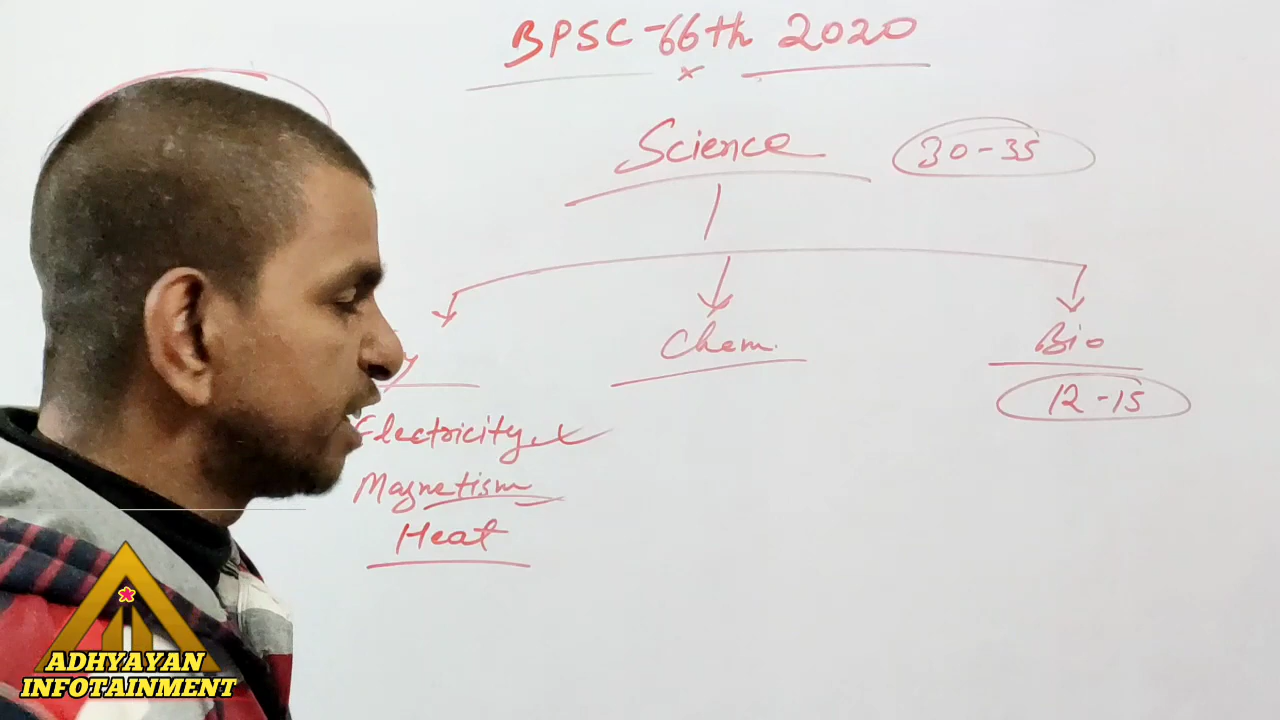 BPSC-66th 2020
Science 30-35
Chem. Bio
12-15
Electricity
Magnetism
Heat
ADHYAYAN
INFOTAINMENT